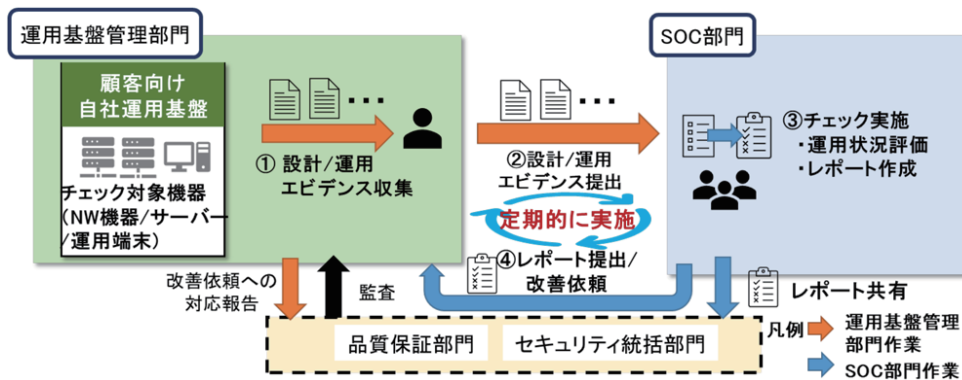 運用基盤管理部門
SOC部門
顧客向け
自社運用基盤
チェック対象機器
(NW機器/サーバー
/運用端末)
① 設計/運用
エビデンス収集
② 設計/運用
エビデンス提出
定期的に実施
④レポート提出/
改善依頼
③チェック実施
・運用状況評価
・レポート作成
改善依頼への
対応報告
監査
レポート共有
品質保証部門
セキュリティ統括部門
凡例
運用基盤管理
部門作業
SOC部門作業